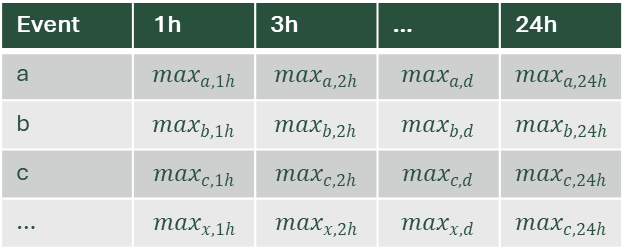 Event 1h 3h ... 24h
a max_{a,1h} max_{a,2h} max_{a,d} max_{a,24h}
b max_{b,1h} max_{b,2h} max_{b,d} max_{b,24h}
c max_{c,1h} max_{c,2h} max_{c,d} max_{c,24h}
... max_{x,1h} max_{x,2h} max_{x,d} max_{c,24h}